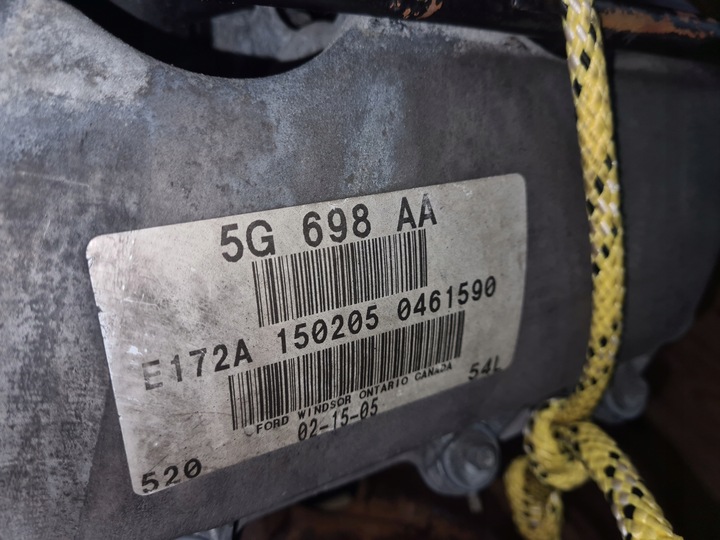 5G 698 AA
E172A 150205 0461590
FORD WINDSOR ONTARIO CANADA 54L
02-15-05
520